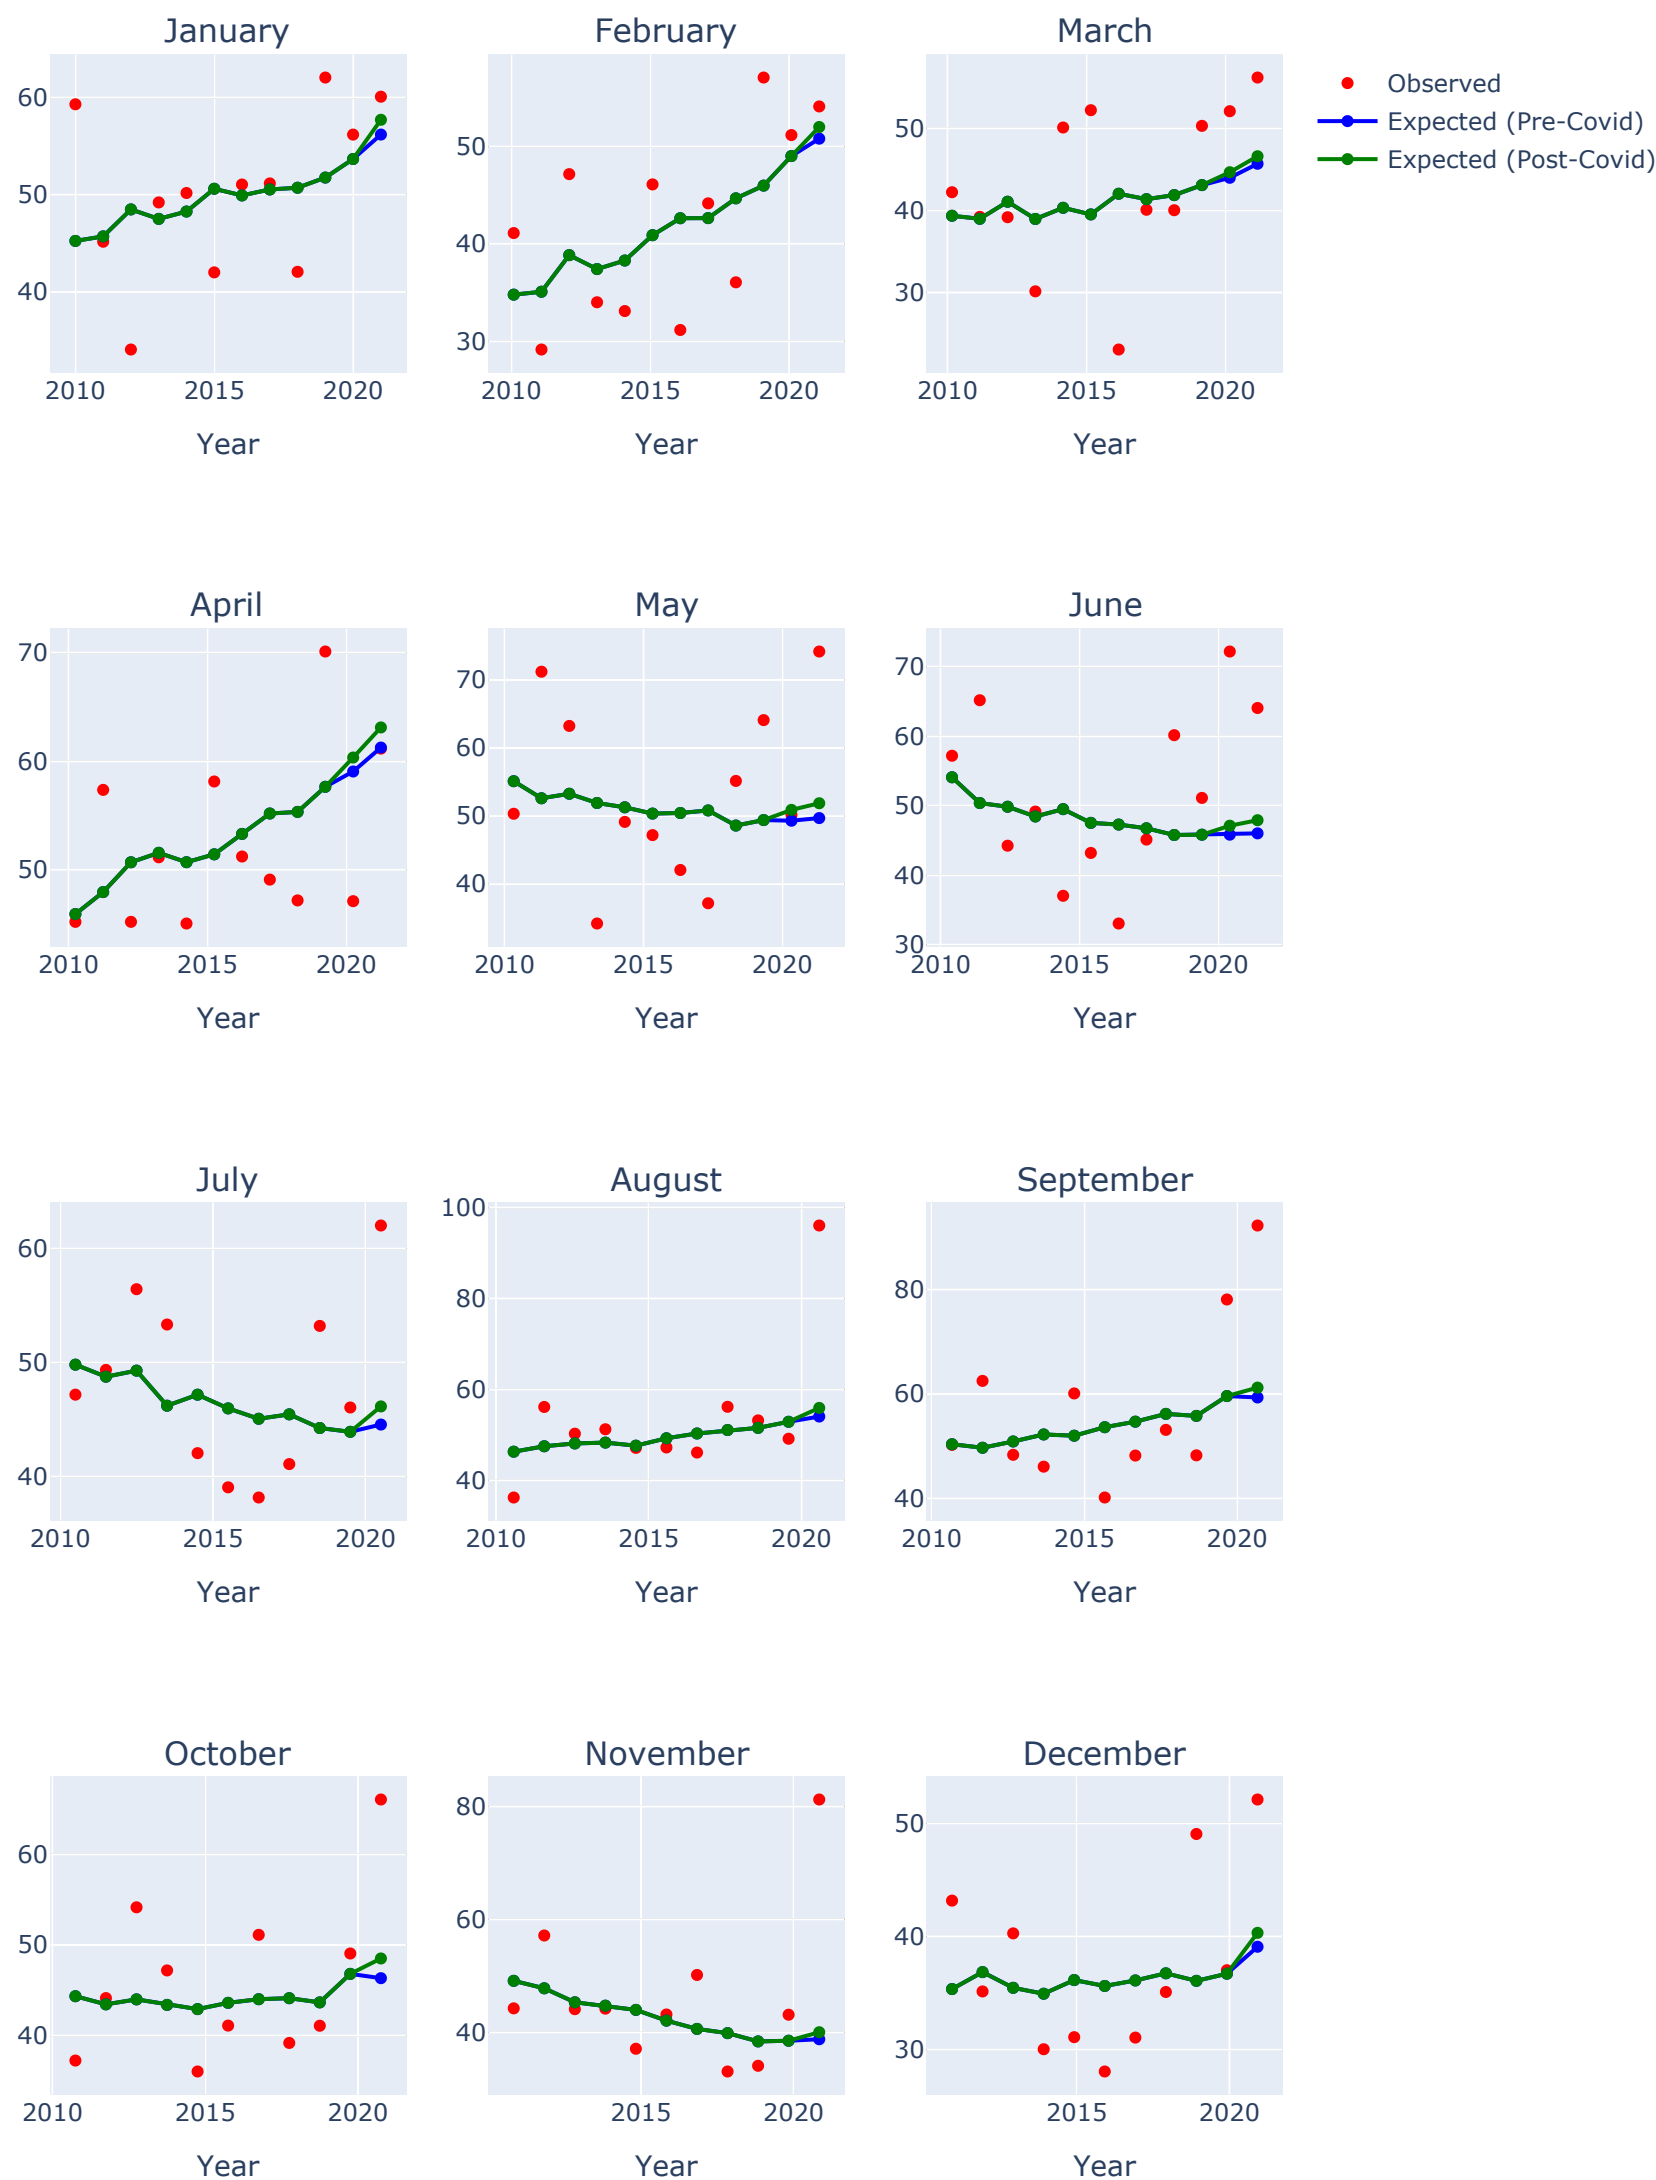 January
February
March
60
50
40
2010
2015
2020
Year
50
40
30
2010
2015
2020
Year
50
40
30
2010
2015
2020
Year
Observed
Expected (Pre-Covid)
Expected (Post-Covid)
April
May
June
70
60
50
2010
2015
2020
Year
70
60
50
40
2010
2015
2020
Year
70
60
50
40
30
2010
2015
2020
Year
July
August
September
60
50
40
2010
2015
2020
Year
100
80
60
40
2010
2015
2020
Year
80
60
40
2010
2015
2020
Year
October
November
December
60
50
40
2010
2015
2020
Year
80
60
40
2015
2020
Year
50
40
30
2015
2020
Year